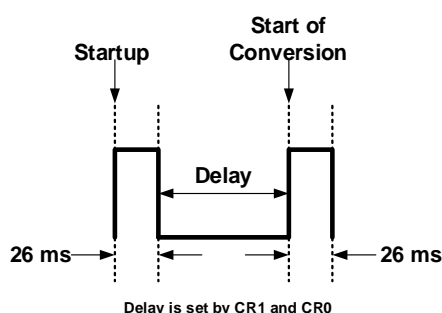 Startup
Start of
Conversion
Delay
26 ms
26 ms
Delay is set by CR1 and CR0